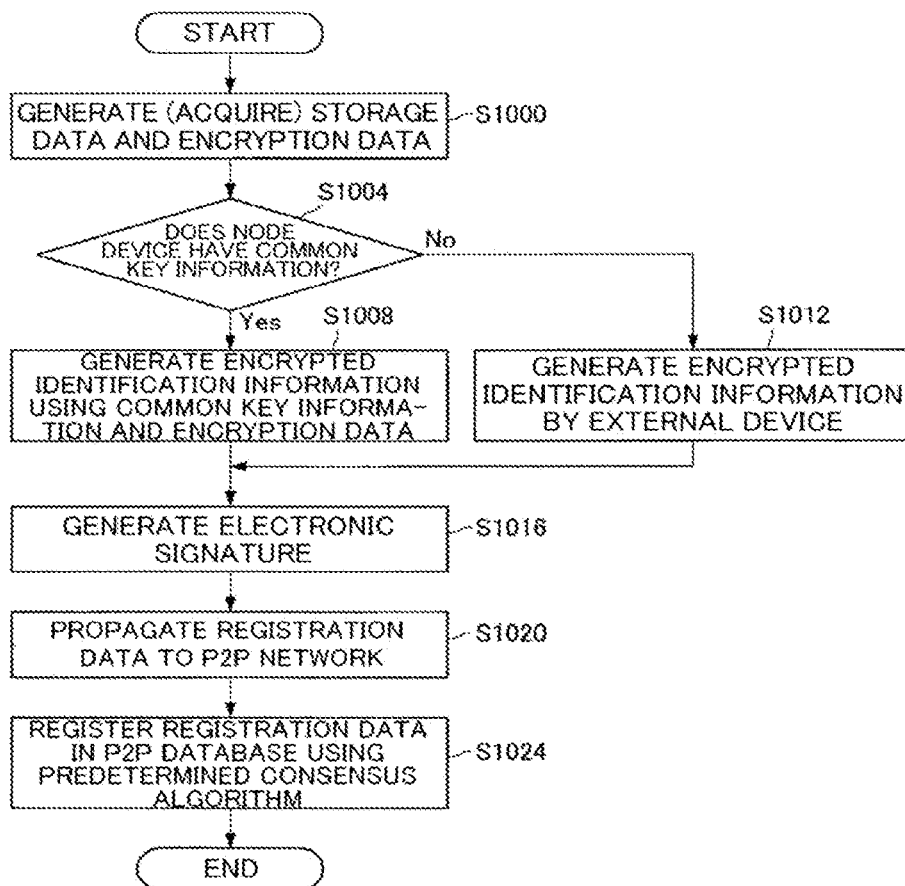 START
GENERATE (ACQUIRE) STORAGE
DATA AND ENCRYPTION DATA
S1000
S1004
DOES NODE
DEVICE HAVE COMMON
KEY INFORMATION?
No
Yes
S1008
GENERATE ENCRYPTED
IDENTIFICATION INFORMATION
USING COMMON KEY INFORMA-
TION AND ENCRYPTION DATA
S1012
GENERATE ENCRYPTED
IDENTIFICATION INFORMATION
BY EXTERNAL DEVICE
GENERATE ELECTRONIC
SIGNATURE
S1016
PROPAGATE REGISTRATION
DATA TO P2P NETWORK
S1020
REGISTER REGISTRATION DATA
IN P2P DATABASE USING
PREDETERMINED CONSENSUS
ALGORITHM
S1024
END